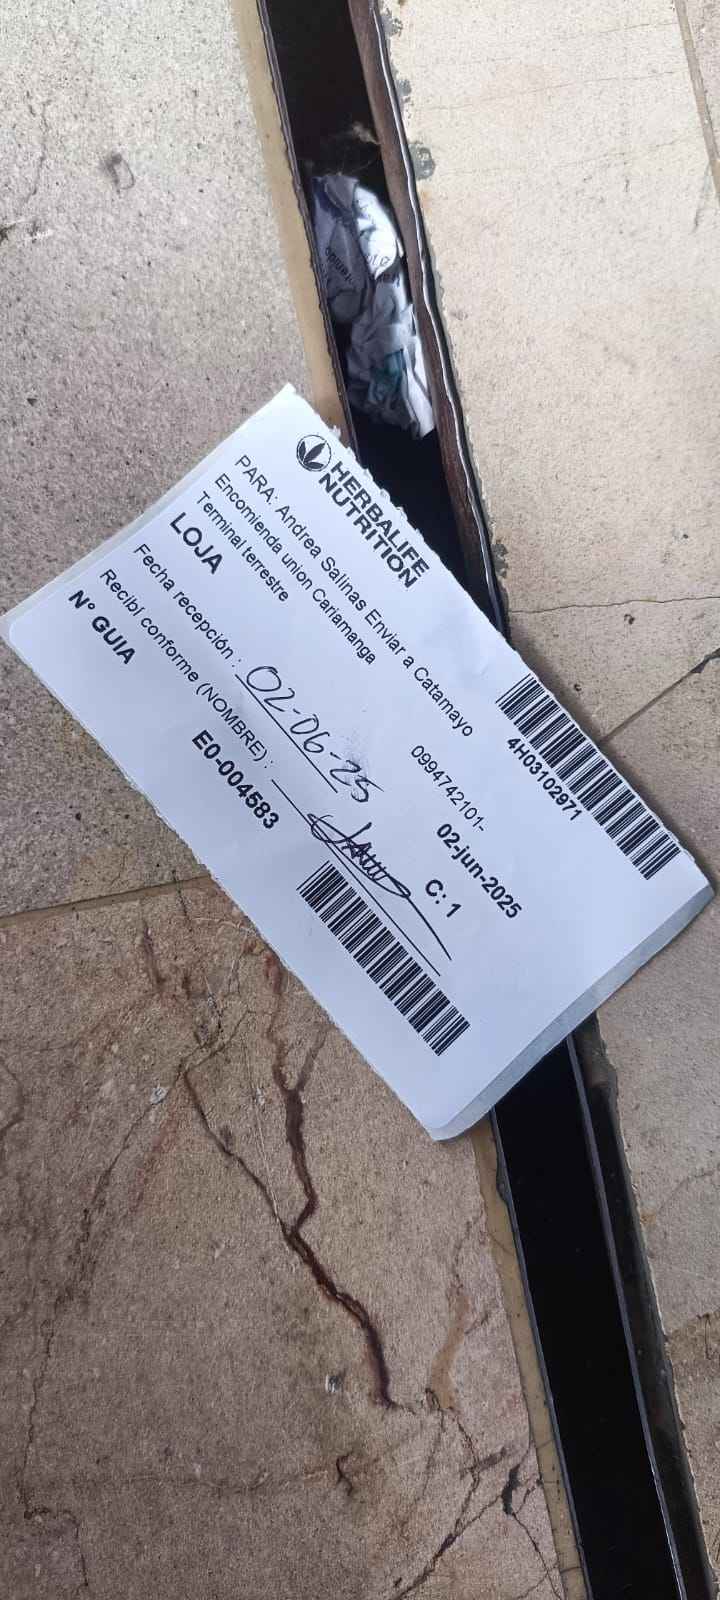 HERBALIFE
NUTRITION
4H03102971
PARA: Andrea Salinas Enviar a Catamayo
Encomienda union Cariamanga
Terminal terrestre
0994742101-
LOJA
02-jun-2025
Fecha recepción : 02-06-25
C: 1
Recibí conforme (NOMBRE) :
N° GUIA
E0-004583